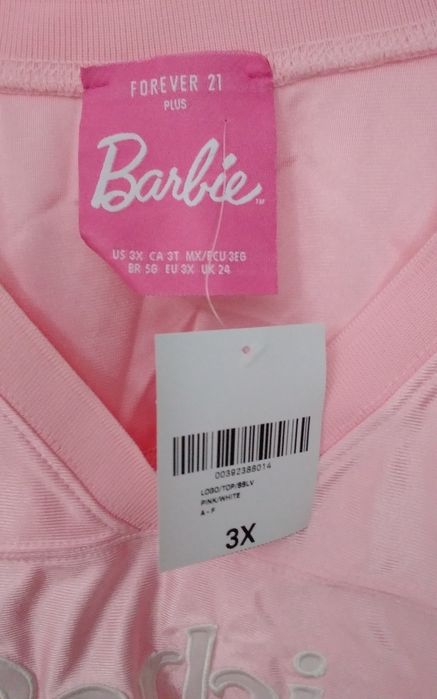 FOREVER 21
PLUS
Barbie
TM
US 3X CA 3T MX/ECU 3EG
BR 5G EU 3X UK 24
00392388014
LOGO/TOP/SSLV
PINK/WHITE
A - F
3X